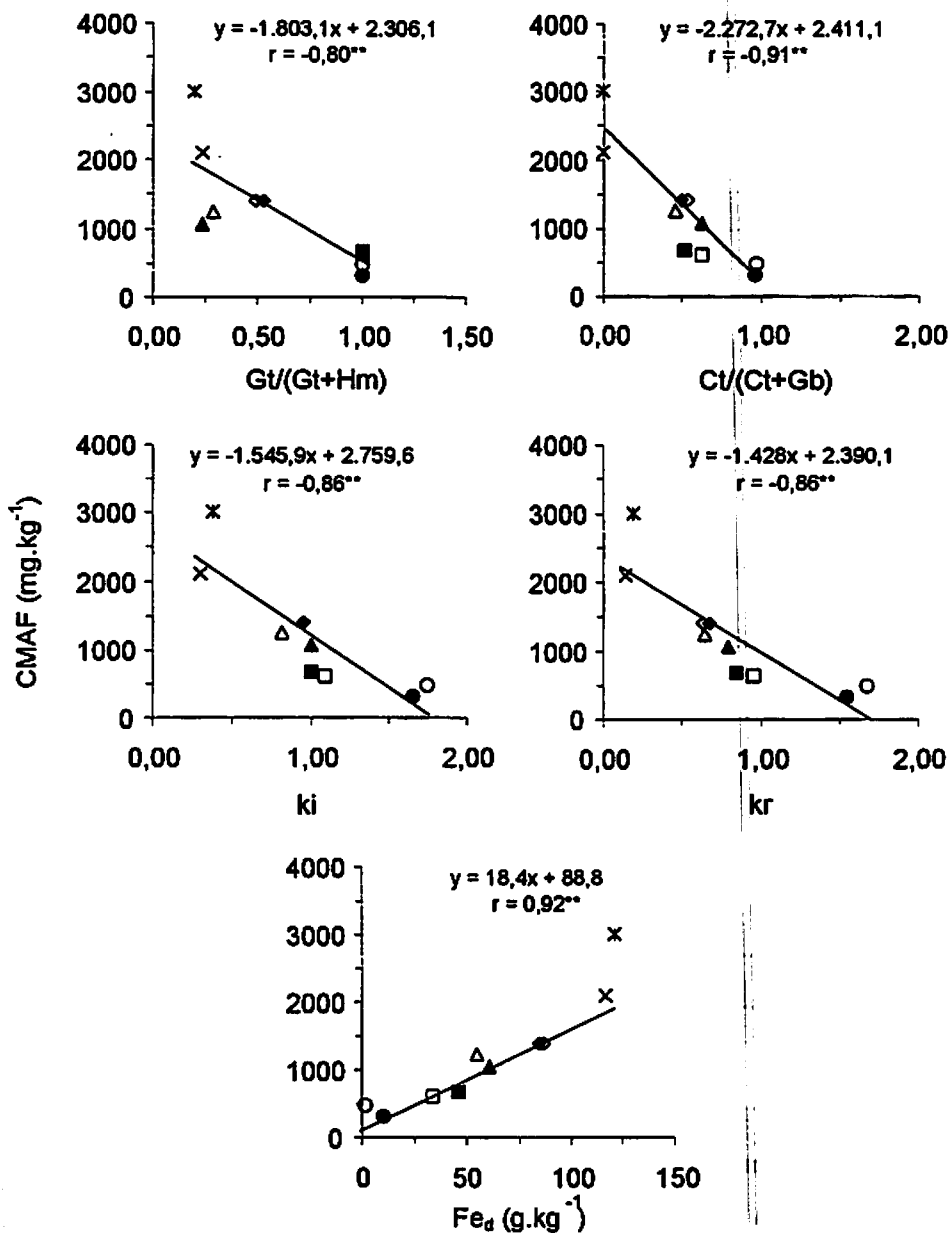 y = -1.803,1x + 2.306,1
r = -0,80**
4000
3000
2000
1000
0
0,00 0,50 1,00 1,50
Gt/(Gt+Hm)
y = -2.272,7x + 2.411,1
r = -0,91**
4000
3000
2000
1000
0
0,00 1,00 2,00
Ct/(Ct+Gb)
CMAF (mg.kg⁻¹)
y = -1.545,9x + 2.759,6
r = -0,86**
4000
3000
2000
1000
0
0,00 1,00 2,00
ki
y = -1.428x + 2.390,1
r = -0,86**
4000
3000
2000
1000
0
0,00 1,00 2,00
kr
y = 18,4x + 88,8
r = 0,92**
4000
3000
2000
1000
0
0 50 100 150
Fe_d (g.kg⁻¹)